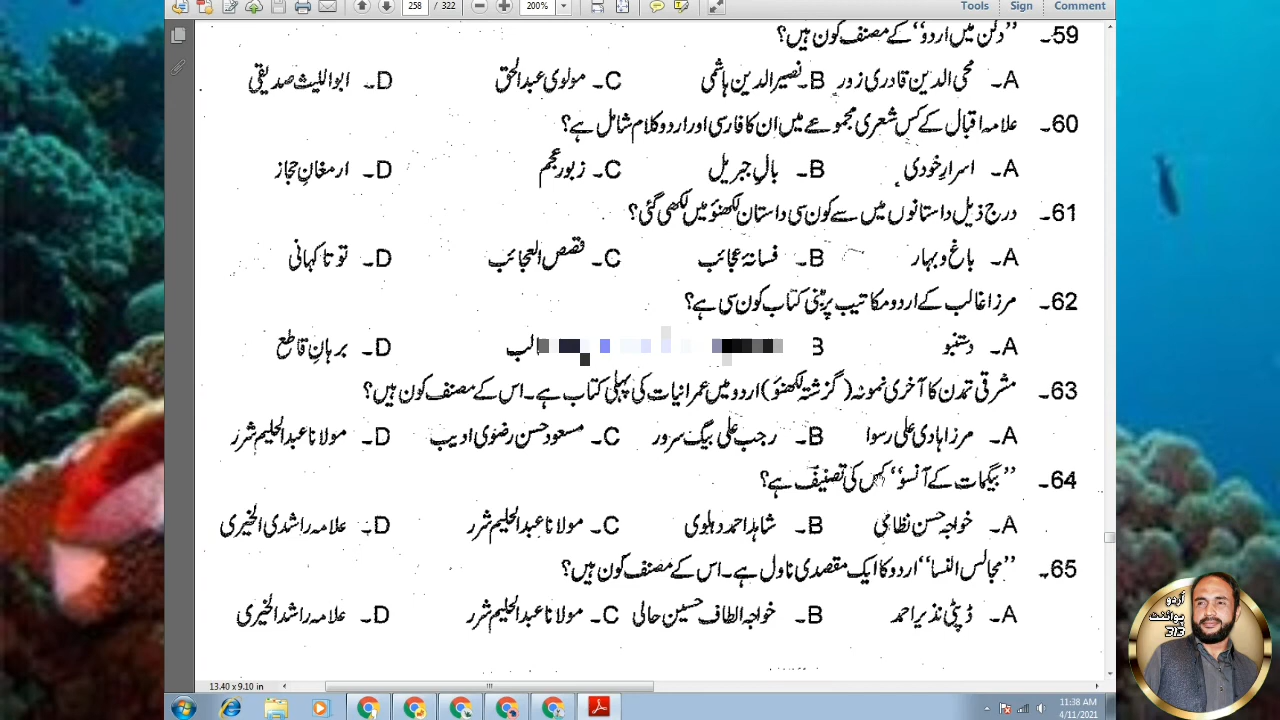 258 / 322 200% Tools Sign Comment
59۔ "دکن میں اردو" کے مصنف کون ہیں؟
A۔ محی الدین قادری زور B۔ نصیر الدین ہاشمی C۔ مولوی عبدالحق D۔ ابواللیث صدیقی
60۔ علامہ اقبال کے کس شعری مجموعے میں ان کا فارسی اور اردو کلام شامل ہے؟
A۔ اسرارِ خودی B۔ بالِ جبریل C۔ زبور عجم D۔ ارمغانِ حجاز
61۔ درج ذیل داستانوں میں سے کون سی داستان لکھنؤ میں لکھی گئی؟
A۔ باغ و بہار B۔ فسانۂ عجائب C۔ قصص العجائب D۔ توتا کہانی
62۔ مرزا غالب کے اردو مکاتیب پر مبنی کتاب کون سی ہے؟
A۔ دستنبو B الب D۔ برہانِ قاطع
63۔ مشرقی تمدن کا آخری نمونہ (گزشتہ لکھنؤ) اردو میں عمرانیات کی پہلی کتاب ہے۔ اس کے مصنف کون ہیں؟
A۔ مرزا ہادی علی رسوا B۔ رجب علی بیگ سرور C۔ مسعود حسن رضوی ادیب D۔ مولانا عبدالحلیم شرر
64۔ "بیگمات کے آنسو" کس کی تصنیف ہے؟
A۔ خواجہ حسن نظامی B۔ شاہد احمد دہلوی C۔ مولانا عبدالحلیم شرر D۔ علامہ راشدی الخیری
65۔ "مجالس النسا" اردو کا ایک مقصدی ناول ہے۔ اس کے مصنف کون ہیں؟
A۔ ڈپٹی نذیر احمد B۔ خواجہ الطاف حسین حالی C۔ مولانا عبدالحلیم شرر D۔ علامہ راشد الخیری
اردو
پوائنٹ
313
13.40 x 9.10 in
11:38 AM
4/11/2021